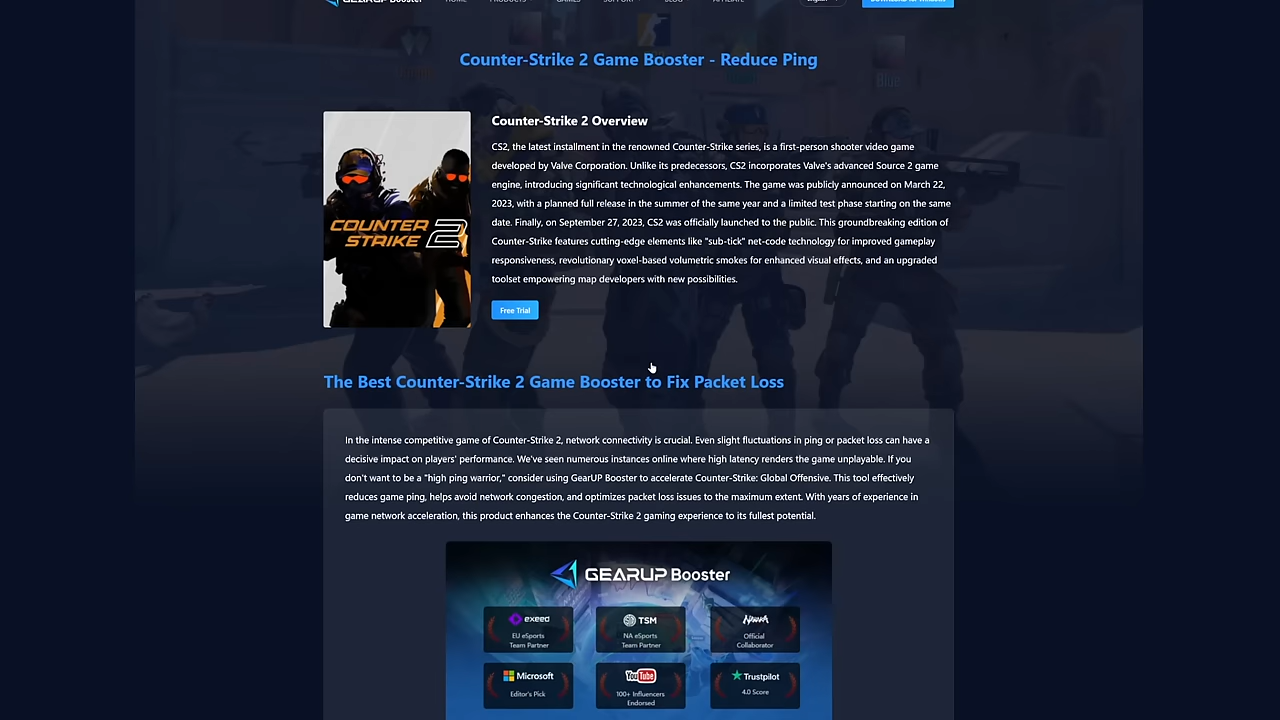 GEARUP Booster
HOME PRODUCTS GAMES SUPPORT BLOG AFFILIATE English
Counter-Strike 2 Game Booster - Reduce Ping
Blue
COUNTER
STRIKE 2
Counter-Strike 2 Overview
CS2, the latest installment in the renowned Counter-Strike series, is a first-person shooter video game
developed by Valve Corporation. Unlike its predecessors, CS2 incorporates Valve's advanced Source 2 game
engine, introducing significant technological enhancements. The game was publicly announced on March 22,
2023, with a planned full release in the summer of the same year and a limited test phase starting on the same
date. Finally, on September 27, 2023, CS2 was officially launched to the public. This groundbreaking edition of
Counter-Strike features cutting-edge elements like "sub-tick" net-code technology for improved gameplay
responsiveness, revolutionary voxel-based volumetric smokes for enhanced visual effects, and an upgraded
toolset empowering map developers with new possibilities.
Free Trial
The Best Counter-Strike 2 Game Booster to Fix Packet Loss
In the intense competitive game of Counter-Strike 2, network connectivity is crucial. Even slight fluctuations in ping or packet loss can have a
decisive impact on players' performance. We've seen numerous instances online where high latency renders the game unplayable. If you
don't want to be a "high ping warrior," consider using GearUP Booster to accelerate Counter-Strike: Global Offensive. This tool effectively
reduces game ping, helps avoid network congestion, and optimizes packet loss issues to the maximum extent. With years of experience in
game network acceleration, this product enhances the Counter-Strike 2 gaming experience to its fullest potential.
GEARUP Booster
exeed
EU eSports
Team Partner
TSM
NA eSports
Team Partner
Official
Collaborator
Microsoft
Editor's Pick
YouTube
100+ Influencers
Endorsed
Trustpilot
4.0 Score